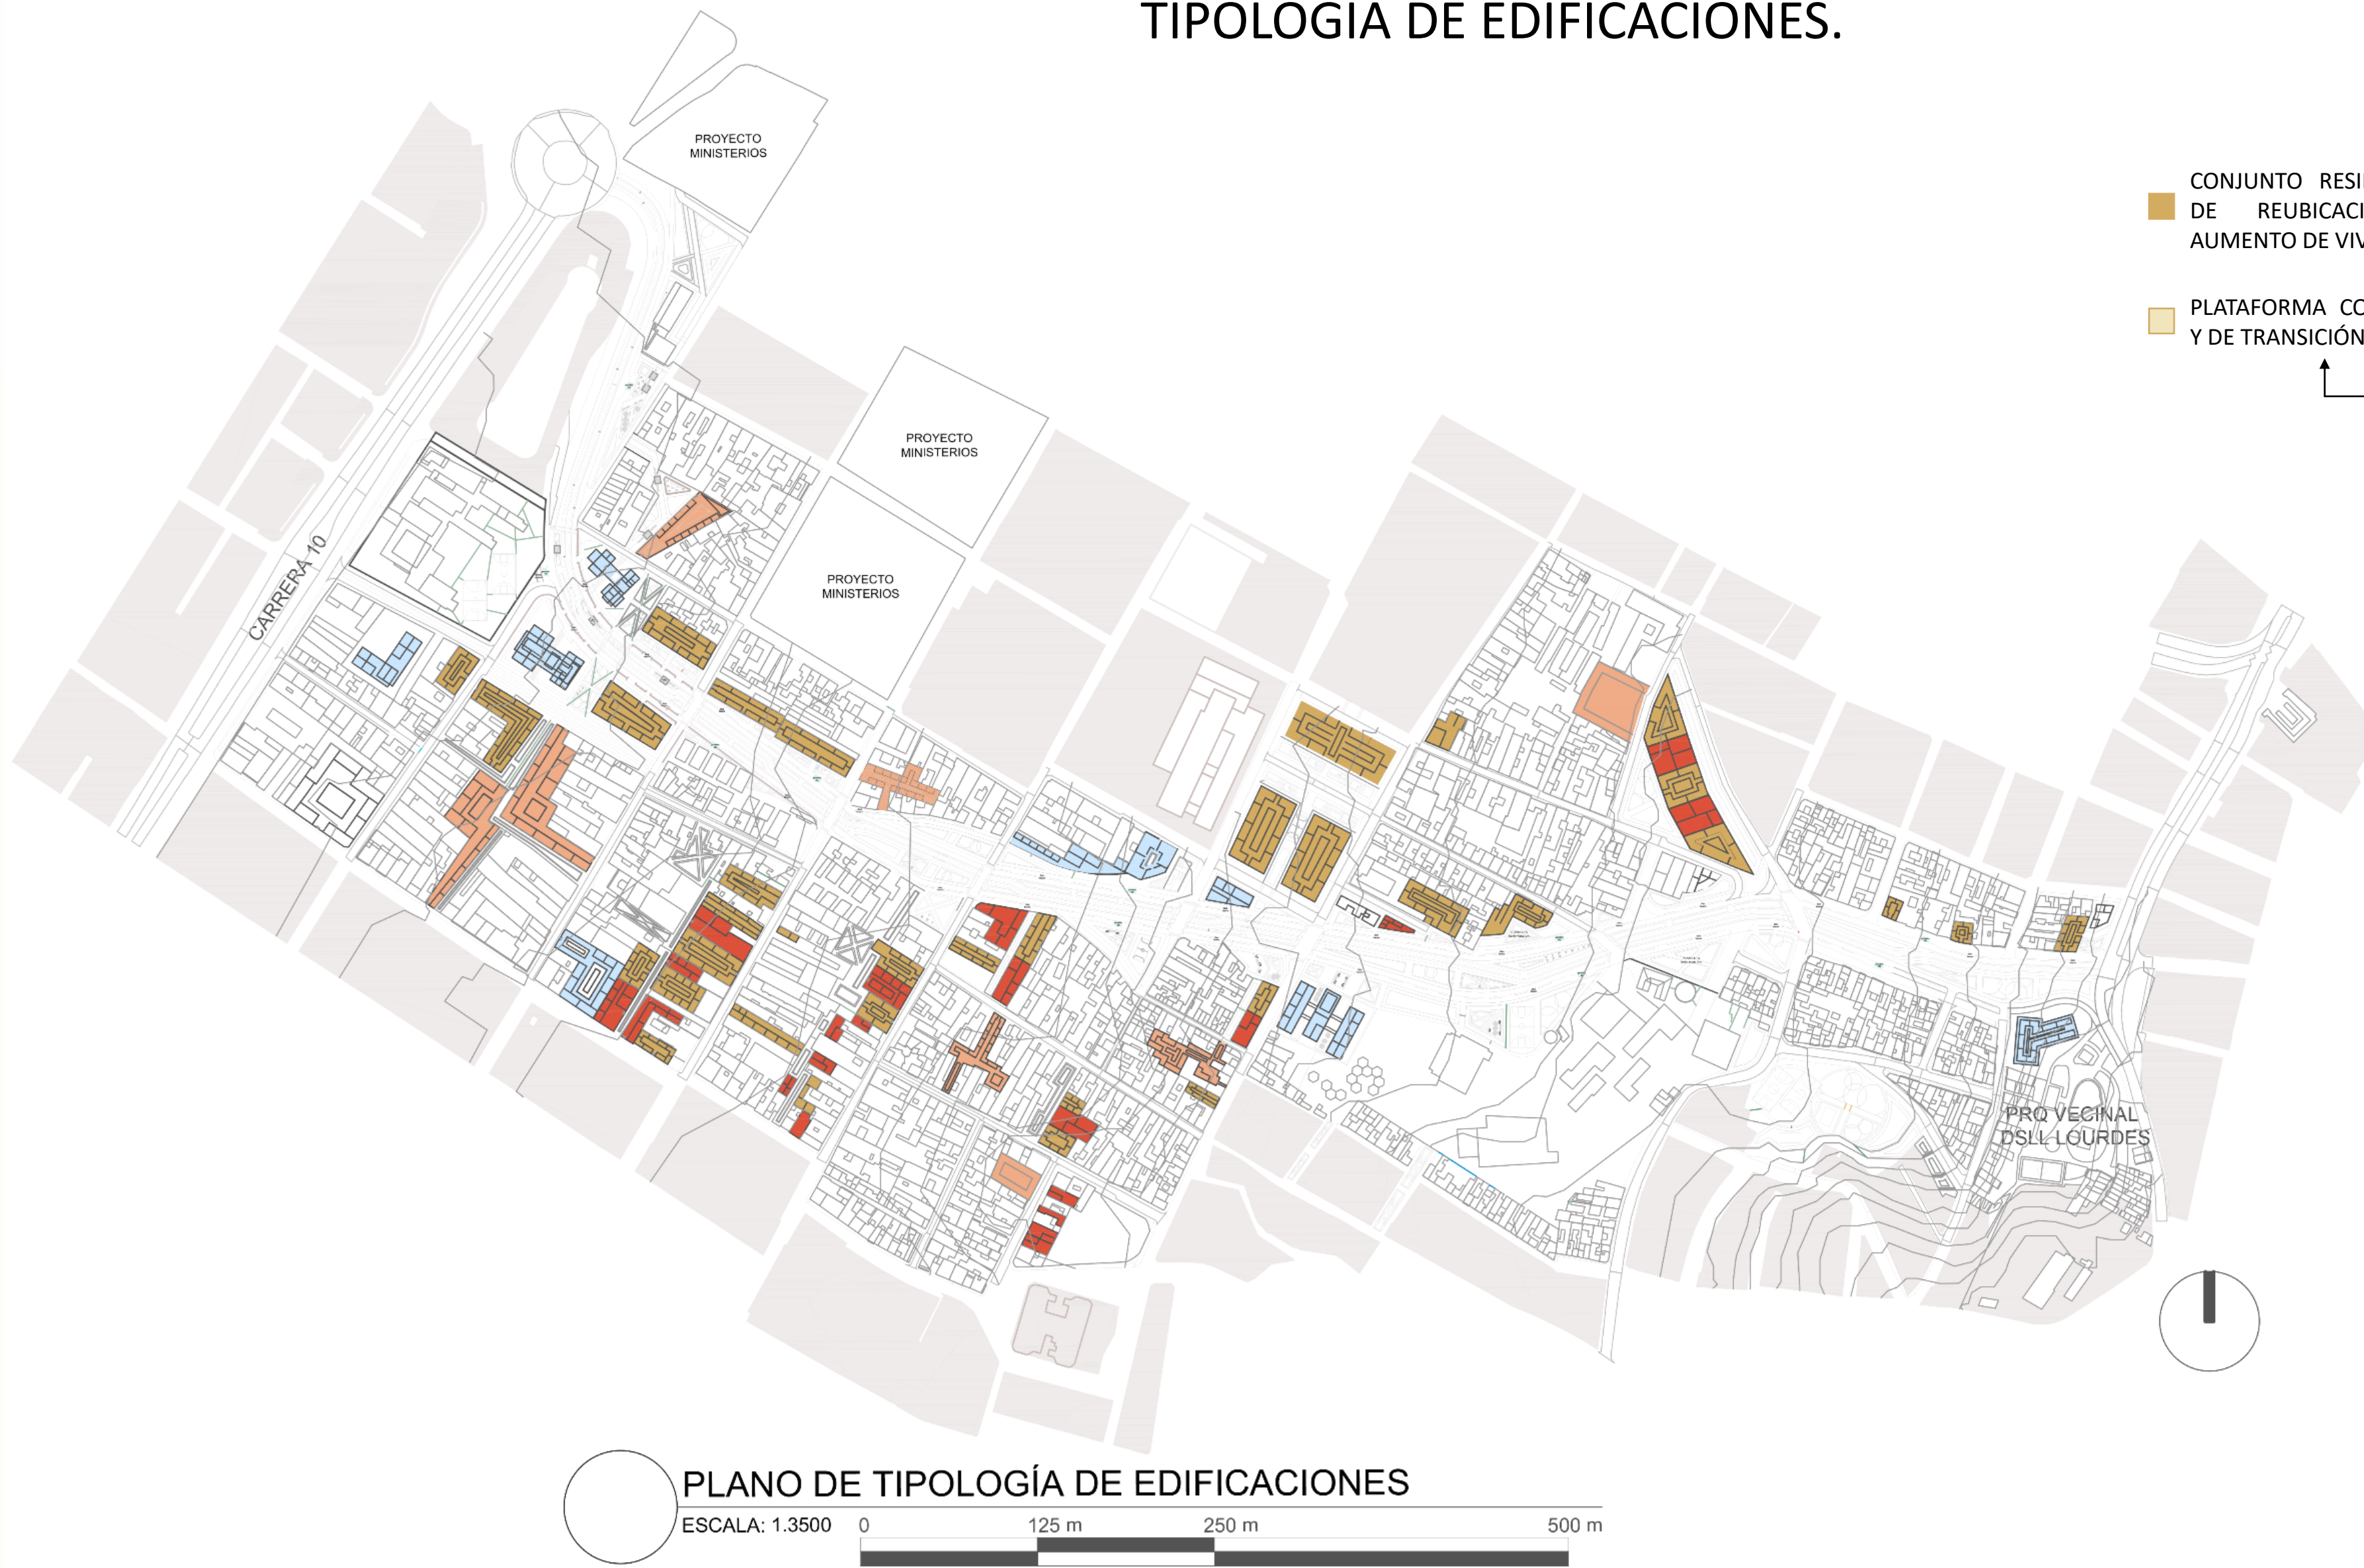 TIPOLOGIA DE EDIFICACIONES.
PROYECTO
MINISTERIOS
CONJUNTO RESI
DE REUBICACI
AUMENTO DE VIV
PLATAFORMA CO
Y DE TRANSICIÓN
PROYECTO
MINISTERIOS
PROYECTO
MINISTERIOS
CARRERA 10
PRQ VECINAL
DSLL LOURDES
PLANO DE TIPOLOGÍA DE EDIFICACIONES
ESCALA: 1.3500
0 125 m 250 m 500 m